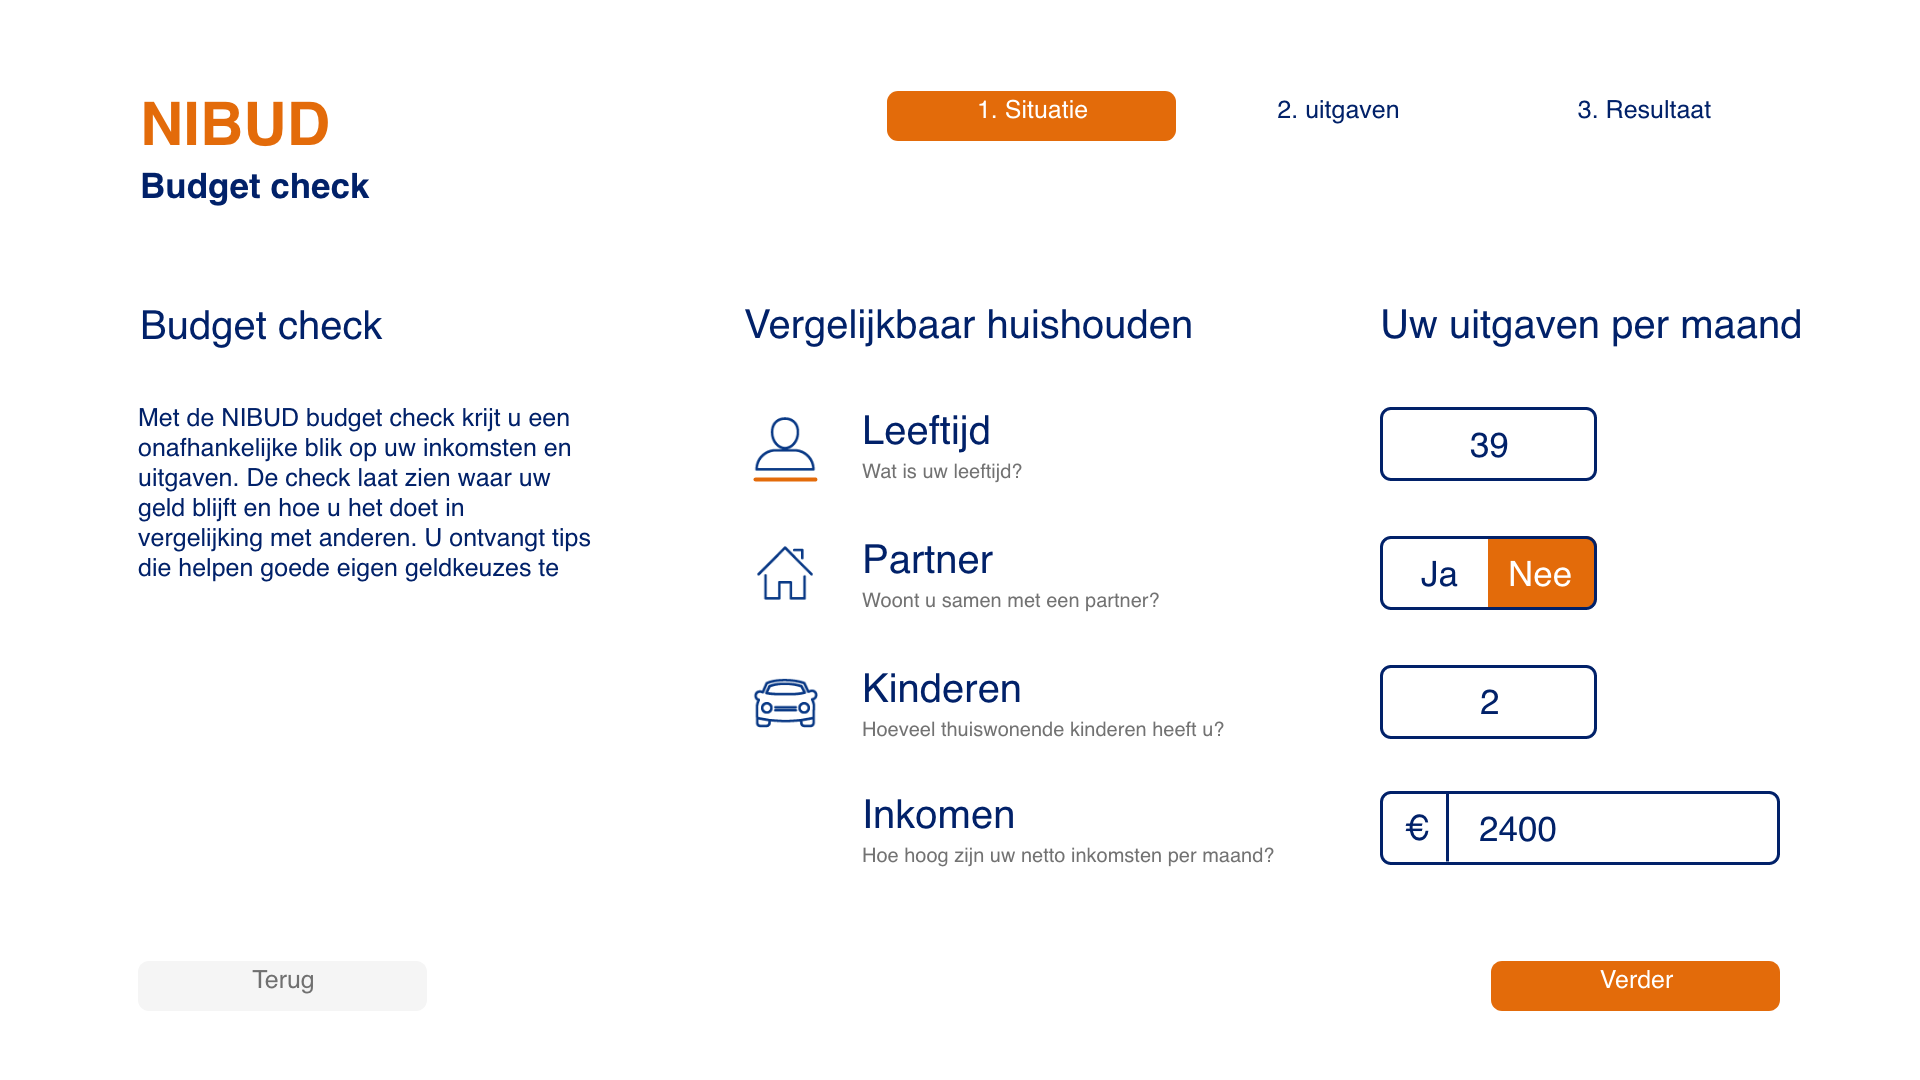 NIBUD
Budget check
1. Situatie
2. uitgaven
3. Resultaat
Budget check
Met de NIBUD budget check krijt u een
onafhankelijke blik op uw inkomsten en
uitgaven. De check laat zien waar uw
geld blijft en hoe u het doet in
vergelijking met anderen. U ontvangt tips
die helpen goede eigen geldkeuzes te
Vergelijkbaar huishouden
Uw uitgaven per maand
Leeftijd
Wat is uw leeftijd?
39
Partner
Woont u samen met een partner?
Ja
Nee
Kinderen
Hoeveel thuiswonende kinderen heeft u?
2
Inkomen
Hoe hoog zijn uw netto inkomsten per maand?
€ 2400
Terug
Verder